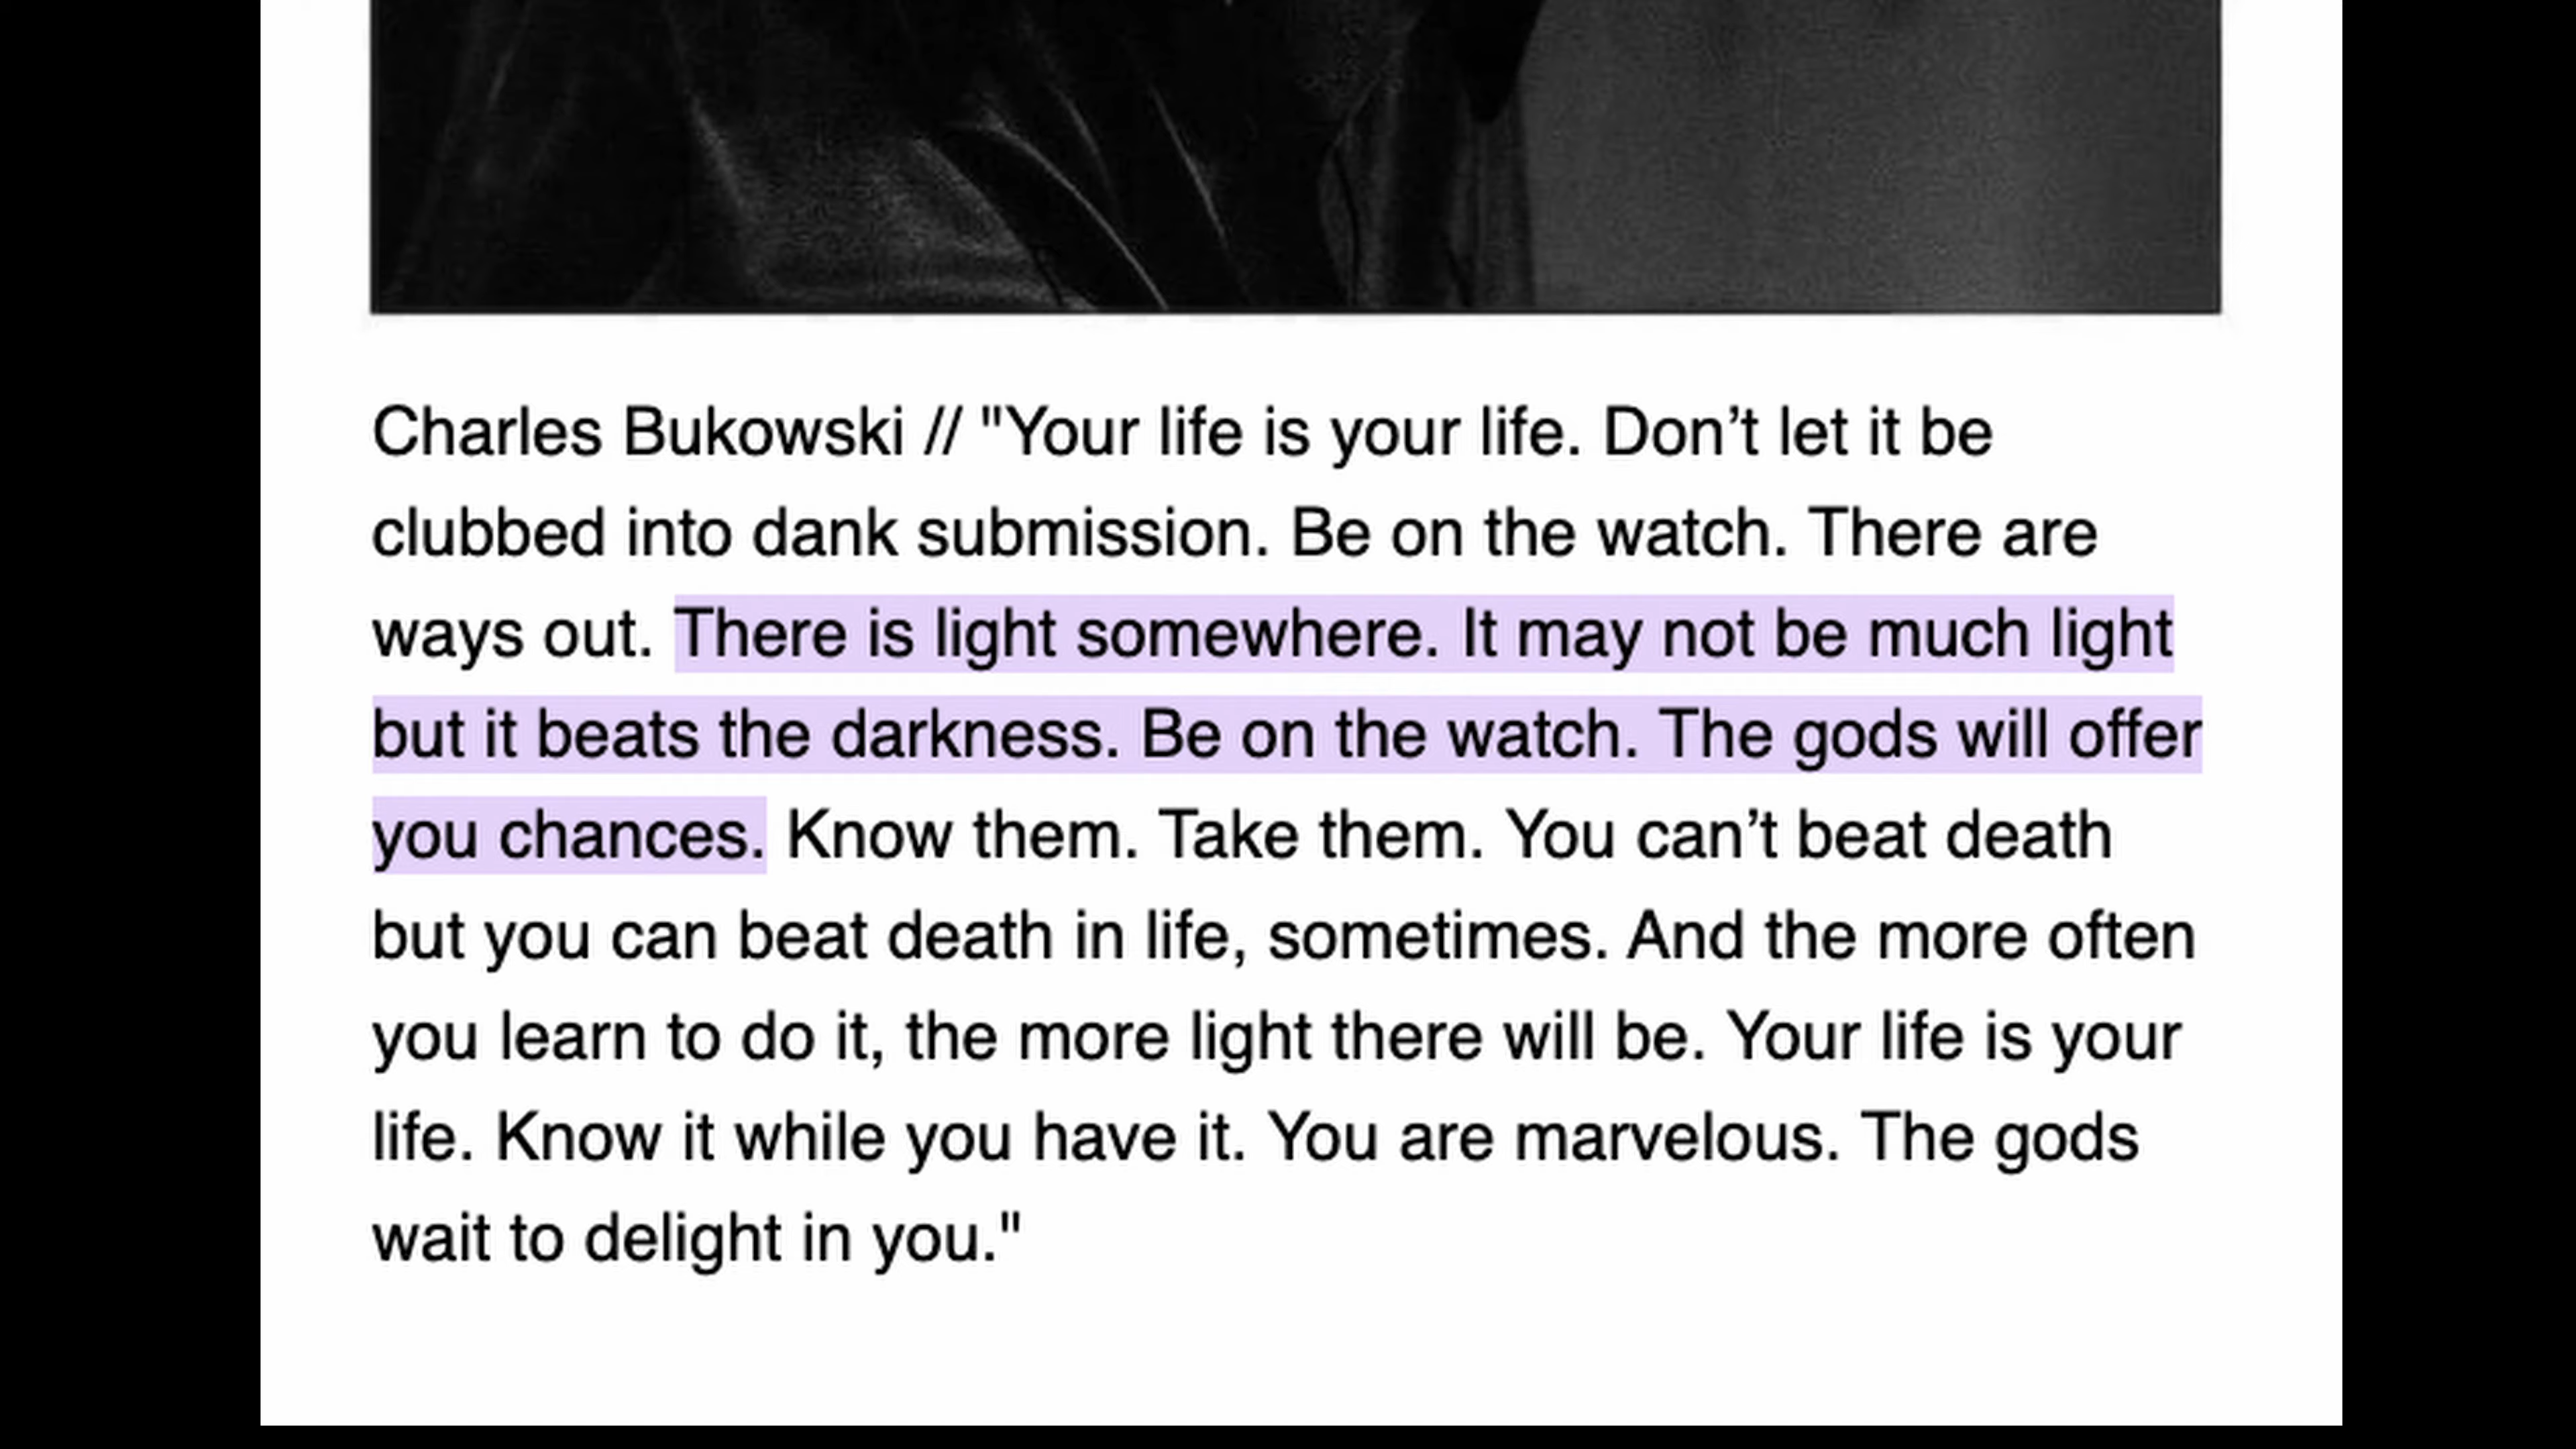 Charles Bukowski // "Your life is your life. Don’t let it be
clubbed into dank submission. Be on the watch. There are
ways out. There is light somewhere. It may not be much light
but it beats the darkness. Be on the watch. The gods will offer
you chances. Know them. Take them. You can’t beat death
but you can beat death in life, sometimes. And the more often
you learn to do it, the more light there will be. Your life is your
life. Know it while you have it. You are marvelous. The gods
wait to delight in you."